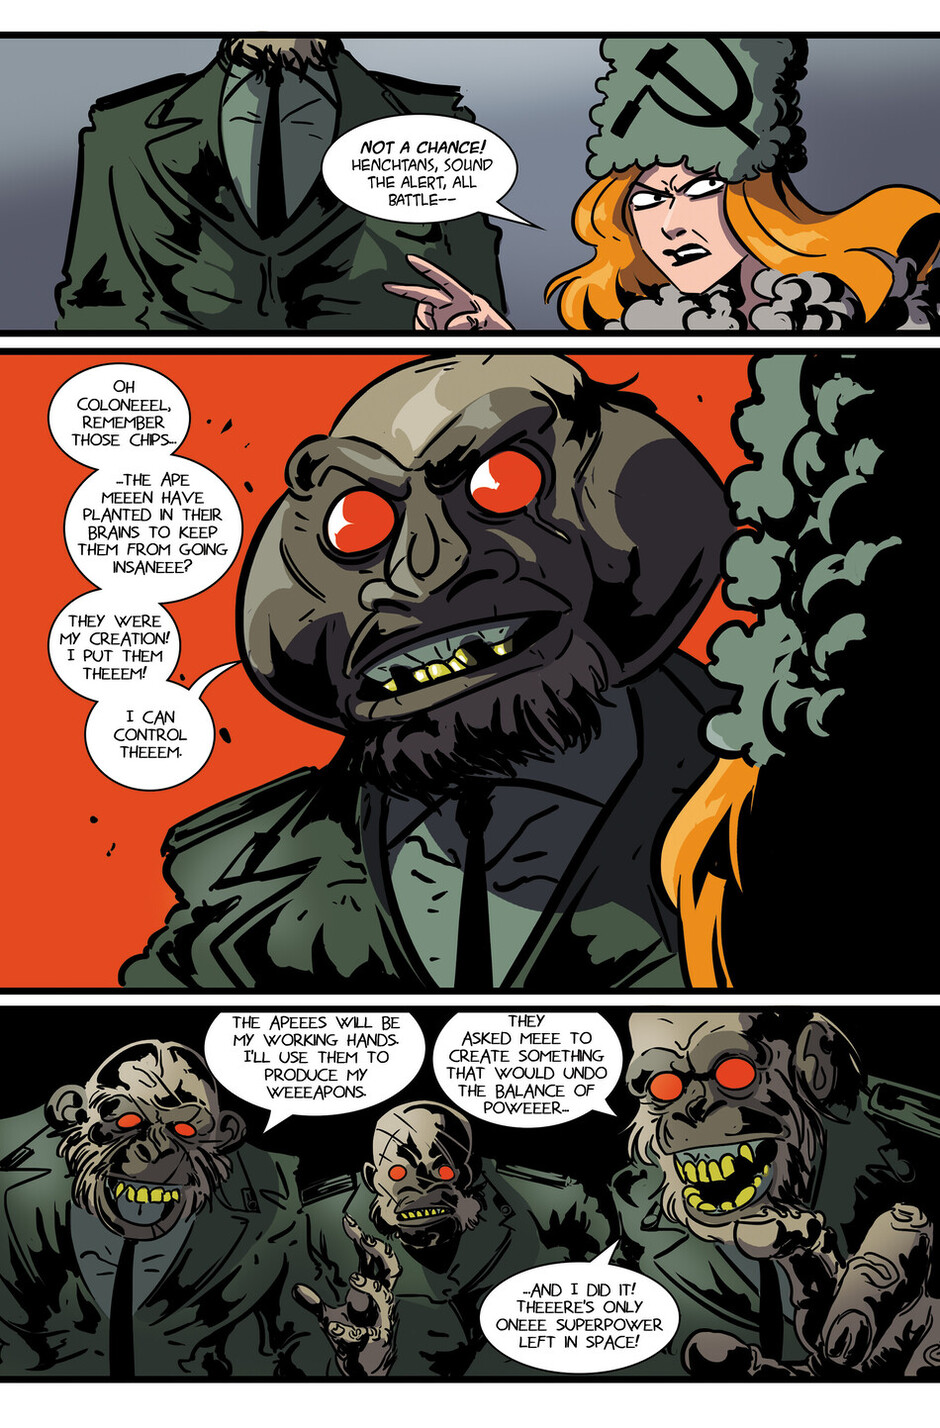 NOT A CHANCE!
HENCHTANS, SOUND
THE ALERT, ALL
BATTLE--
OH
COLONEEEL,
REMEMBER
THOSE CHIPS...
...THE APE
MEEEN HAVE
PLANTED IN THEIR
BRAINS TO KEEP
THEM FROM GOING
INSANEEE?
THEY WERE
MY CREATION!
I PUT THEM
THEEEM!
I CAN
CONTROL
THEEEM.
THE APEEES WILL BE
MY WORKING HANDS.
I'LL USE THEM TO
PRODUCE MY
WEEEAPONS.
THEY
ASKED MEEE TO
CREATE SOMETHING
THAT WOULD UNDO
THE BALANCE OF
POWEEER...
...AND I DID IT!
THEEERE'S ONLY
ONEEE SUPERPOWER
LEFT IN SPACE!